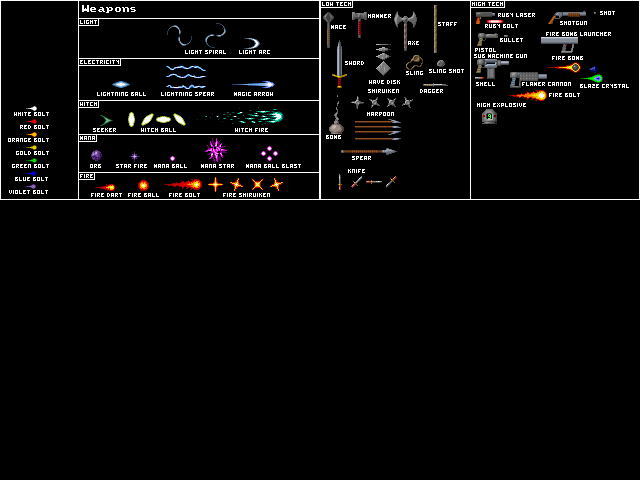 Weapons
LIGHT
LIGHT SPIRAL
LIGHT ARC
ELECTRICITY
LIGHTNING BALL
LIGHTNING SPEAR
MAGIC ARROW
WITCH
SEEKER
WITCH BALL
WITCH FIRE
MANA
ORB
STAR FIRE
MANA BALL
MANA STAR
MANA BALL BLAST
FIRE
FIRE DART
FIRE BALL
FIRE BOLT
FIRE SHIRUIKEN
WHITE BOLT
RED BOLT
ORANGE BOLT
GOLD BOLT
GREEN BOLT
BLUE BOLT
VIOLET BOLT
LOW TECH
MACE
HAMMER
AXE
STAFF
SWORD
WAVE DISK
SLING
SLING SHOT
SHIRUIKEN
DAGGER
HARPOON
BOMB
SPEAR
KNIFE
HIGH TECH
RUBY LASER
RUBY BOLT
SHOTGUN
SHOT
PISTOL
BULLET
FIRE BOMB LAUNCHER
FIRE BOMB
SUB MACHINE GUN
SHELL
FLAMER CANNON
BLAZE CRYSTAL
FIRE BOLT
HIGH EXPLOSIVE